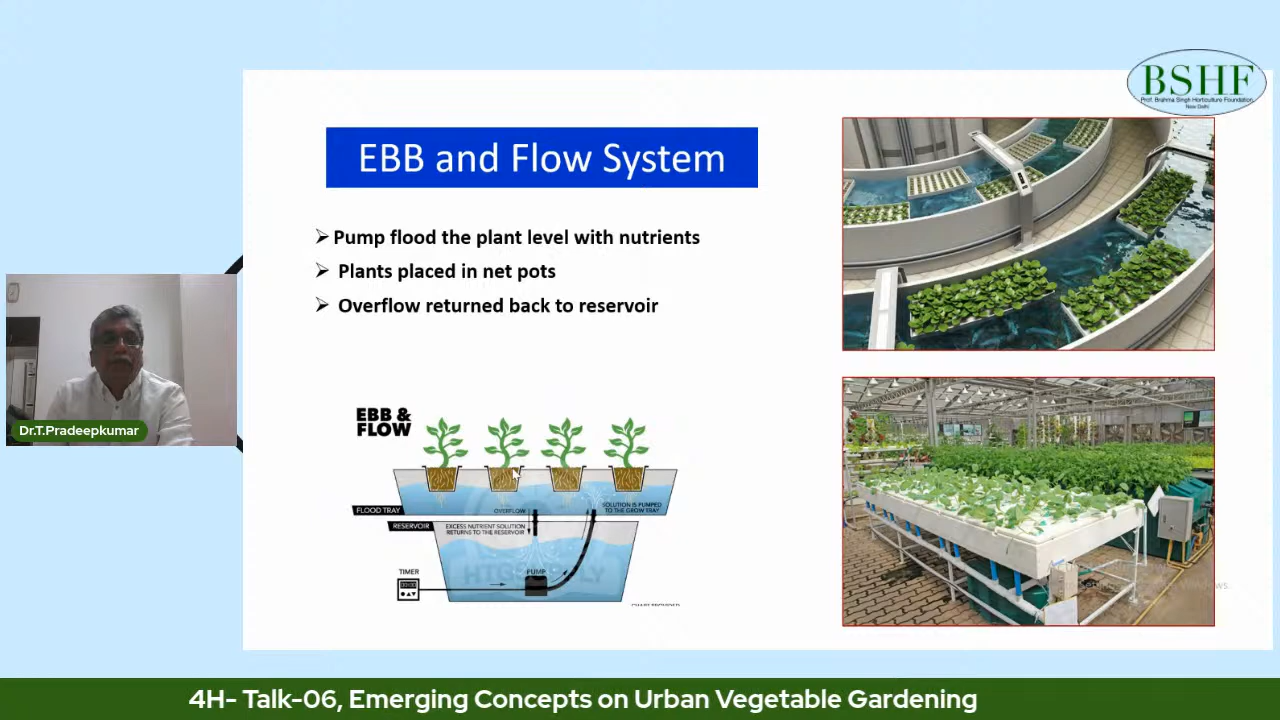 BSHF
Prof. Brahma Singh Horticulture Foundation
New Delhi
EBB and Flow System
➢ Pump flood the plant level with nutrients
➢ Plants placed in net pots
➢ Overflow returned back to reservoir
Dr.T.Pradeepkumar
EBB &
FLOW
FLOOD TRAY
OVERFLOW
SOLUTION IS PUMPED
TO THE GROW TRAY
RESERVOIR
EXCESS NUTRIENT SOLUTION
RETURNS TO THE RESERVOIR
TIMER
PUMP
4H- Talk-06, Emerging Concepts on Urban Vegetable Gardening